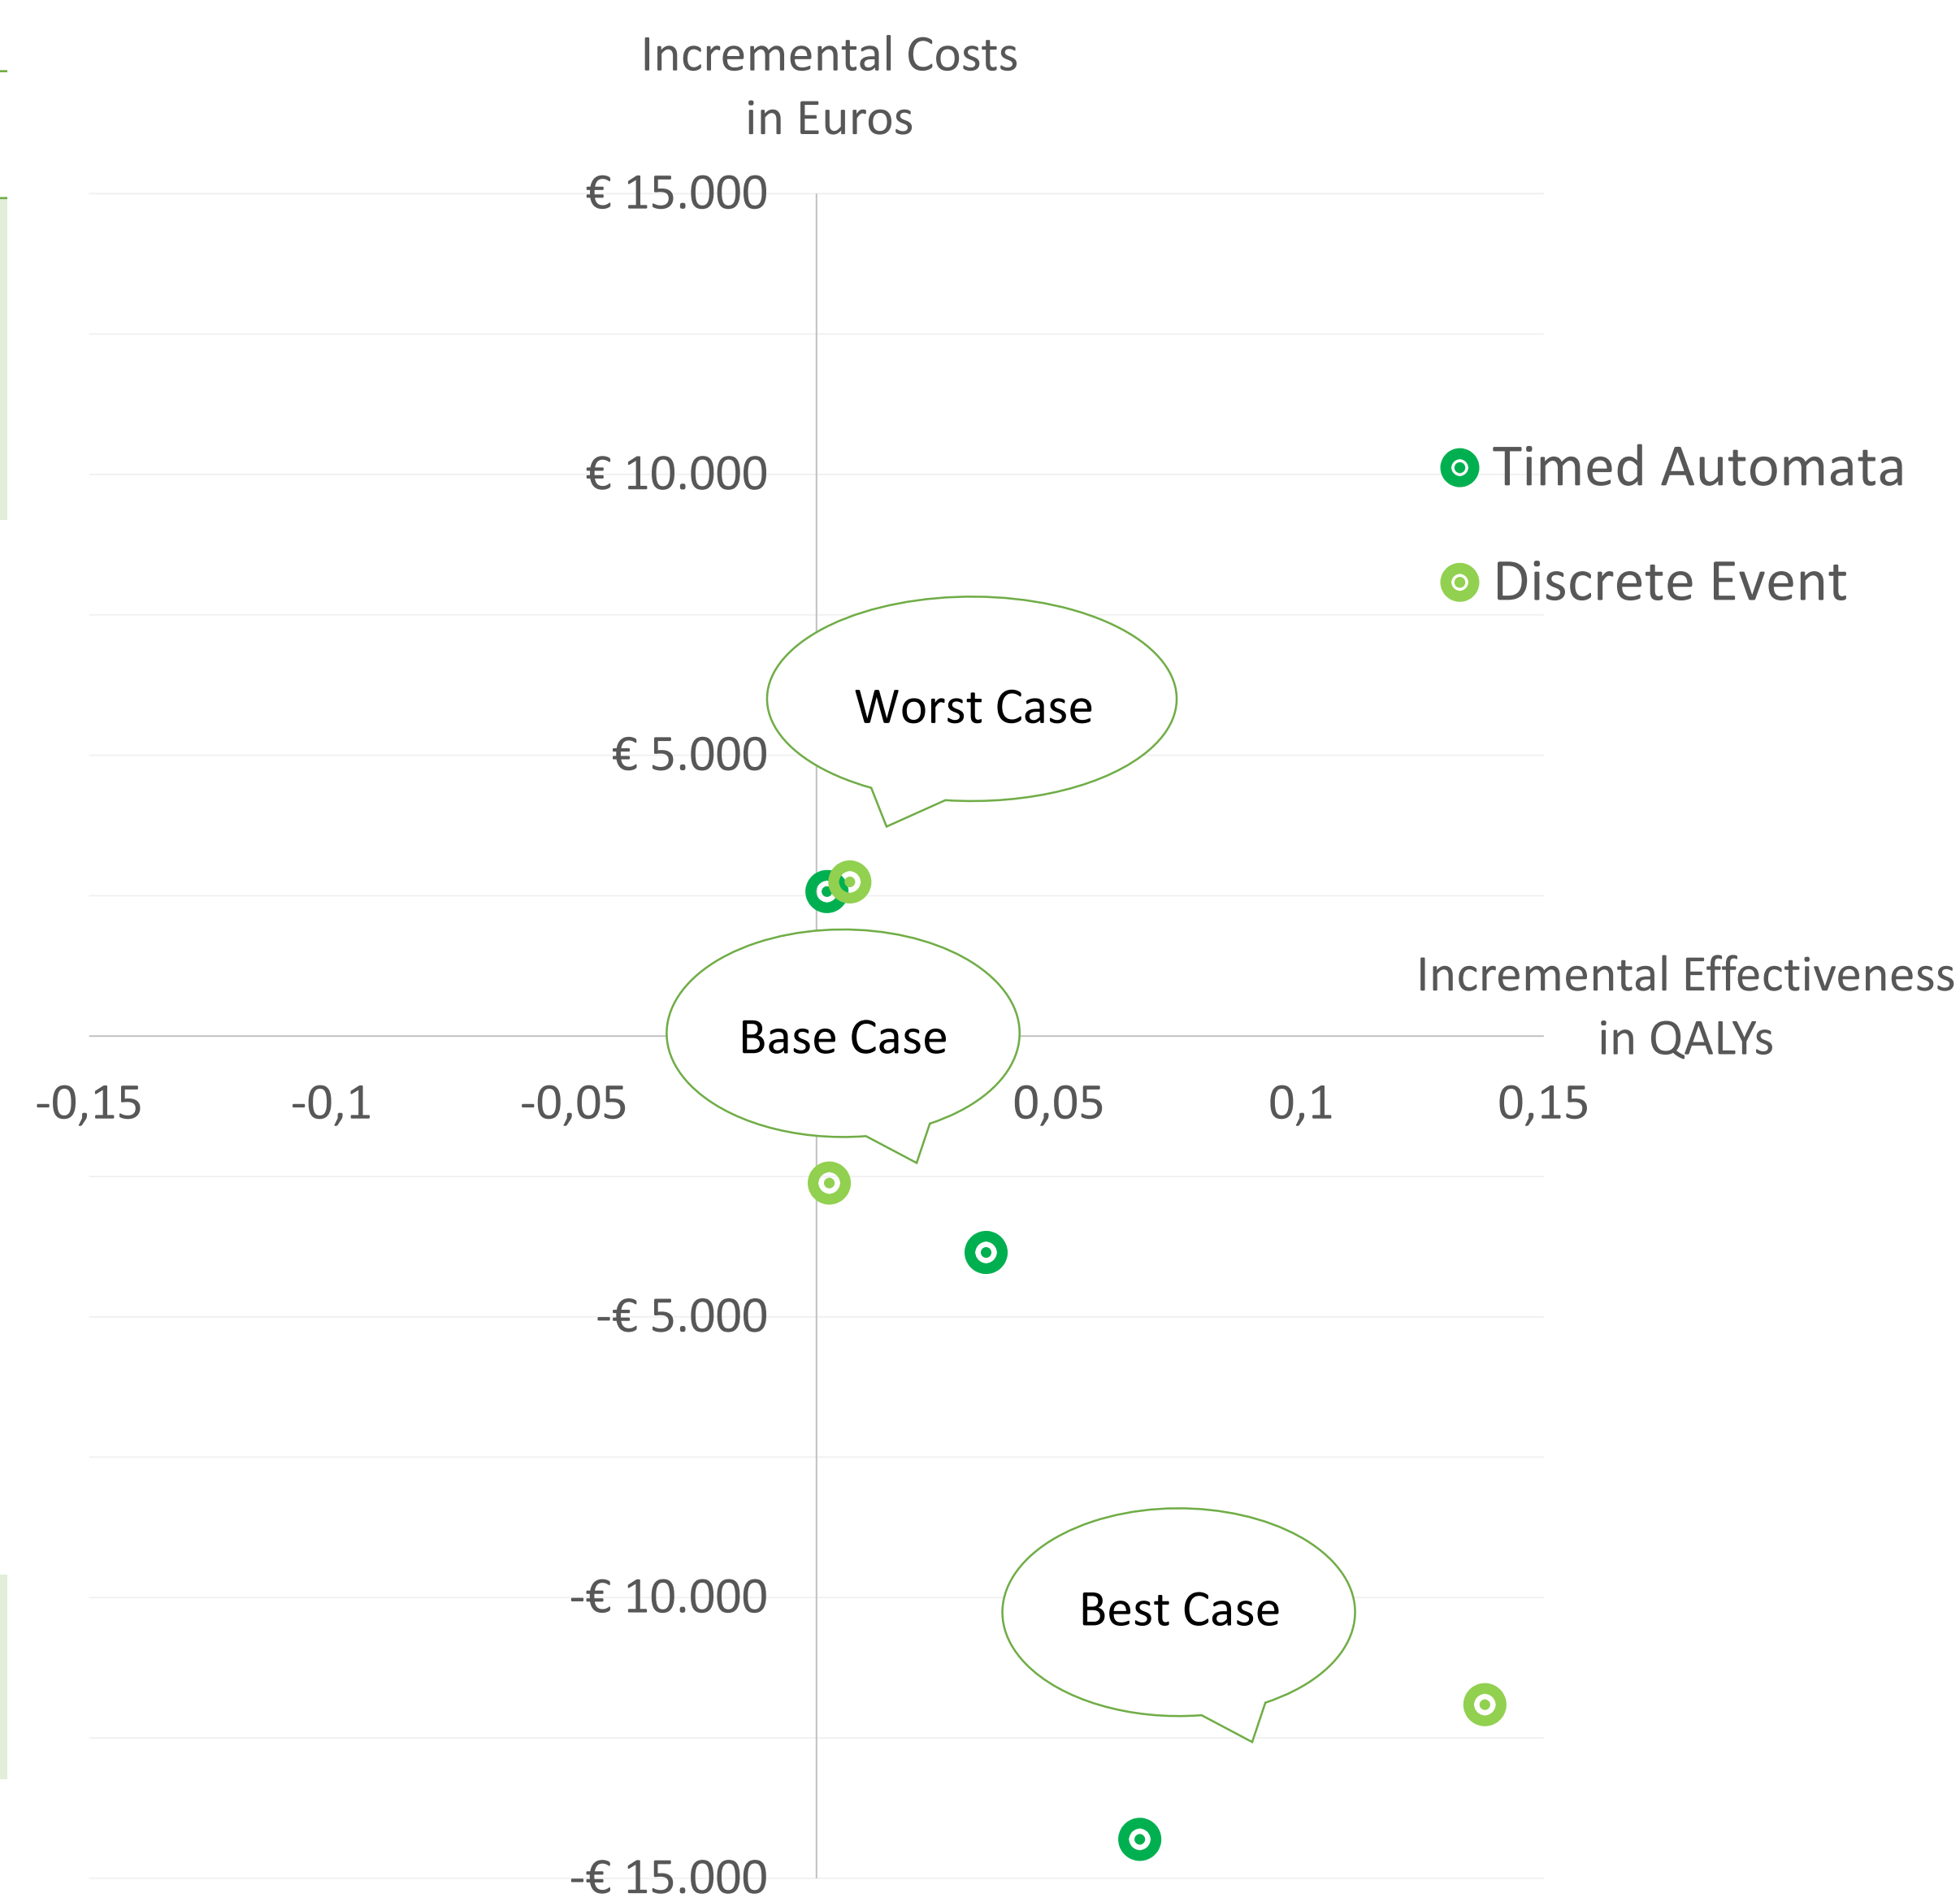 Incremental Costs
in Euros
€ 15.000
€ 10.000
Timed Automata
Discrete Event
Worst Case
€ 5.000
Incremental Effectiveness
in QALYs
Base Case
-0,15
-0,1
-0,05
0,05
0,1
0,15
-€ 5.000
-€ 10.000
Best Case
-€ 15.000